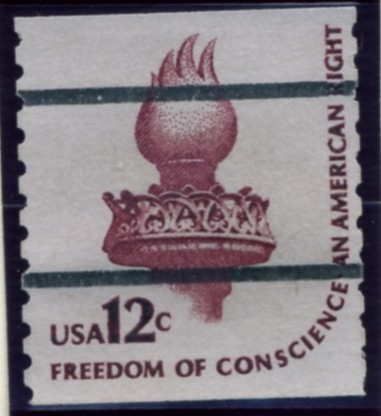 USA12c
FREEDOM OF CONSCIENCE AN AMERICAN RIGHT